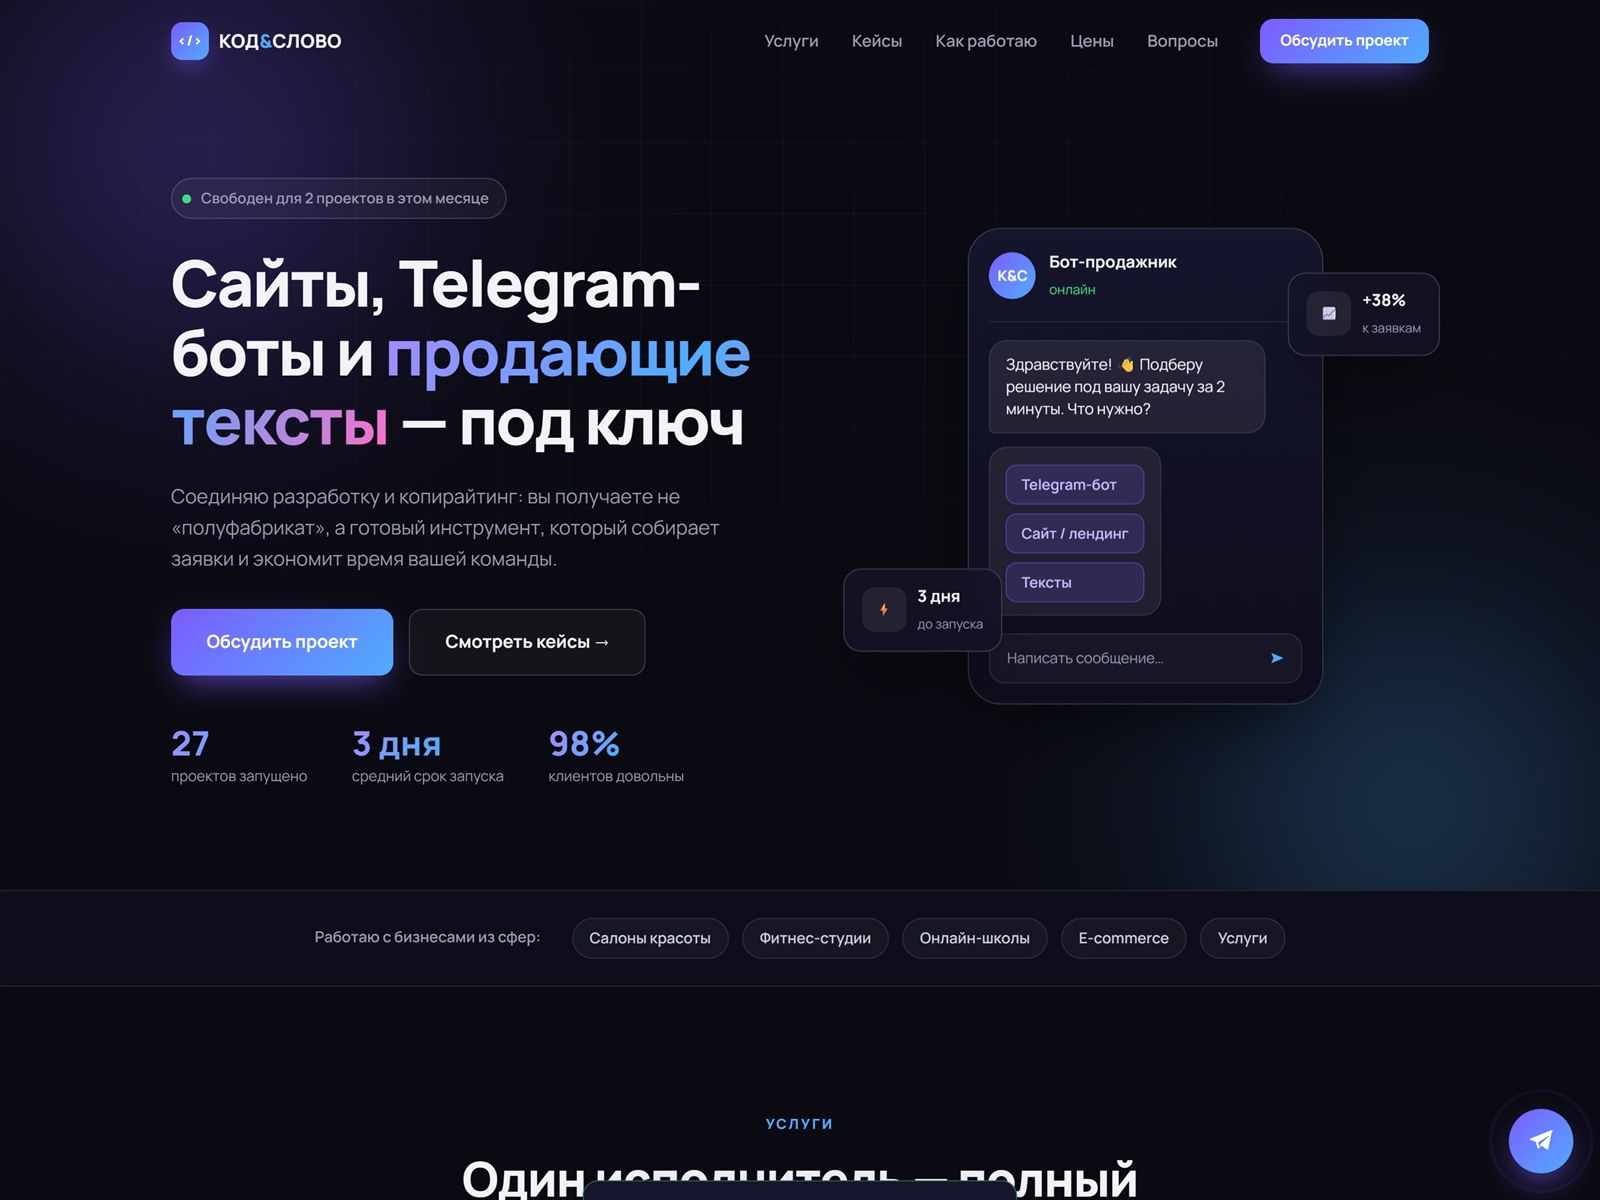 КОД&СЛОВО
Услуги
Кейсы
Как работаю
Цены
Вопросы
Обсудить проект
Свободен для 2 проектов в этом месяце
Сайты, Telegram-
боты и продающие
тексты — под ключ
Соединяю разработку и копирайтинг: вы получаете не
«полуфабрикат», а готовый инструмент, который собирает
заявки и экономит время вашей команды.
Обсудить проект
Смотреть кейсы →
27
проектов запущено
3 дня
средний срок запуска
98%
клиентов довольны
K&C
Бот-продажник
онлайн
+38%
к заявкам
Здравствуйте! 👋 Подберу
решение под вашу задачу за 2
минуты. Что нужно?
Telegram-бот
Сайт / лендинг
Тексты
3 дня
до запуска
Написать сообщение...
Работаю с бизнесами из сфер:
Салоны красоты
Фитнес-студии
Онлайн-школы
E-commerce
Услуги
УСЛУГИ
Один исполнитель — полный